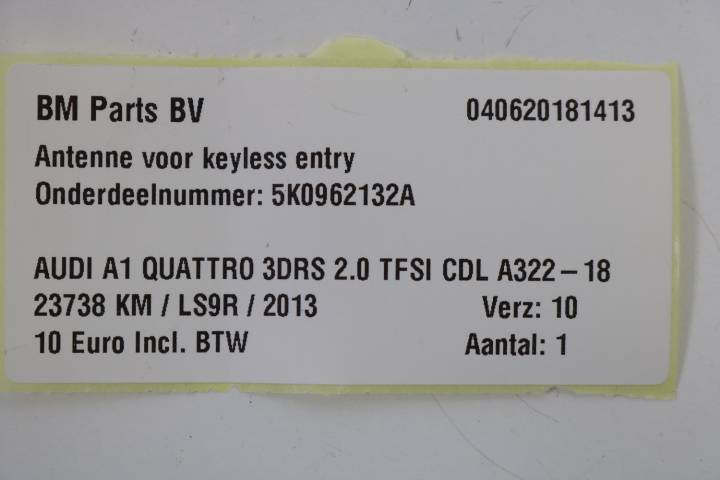 BM Parts BV 040620181413
Antenne voor keyless entry
Onderdeelnummer: 5K0962132A
AUDI A1 QUATTRO 3DRS 2.0 TFSI CDL A322-18
23738 KM / LS9R / 2013 Verz: 10
10 Euro Incl. BTW Aantal: 1